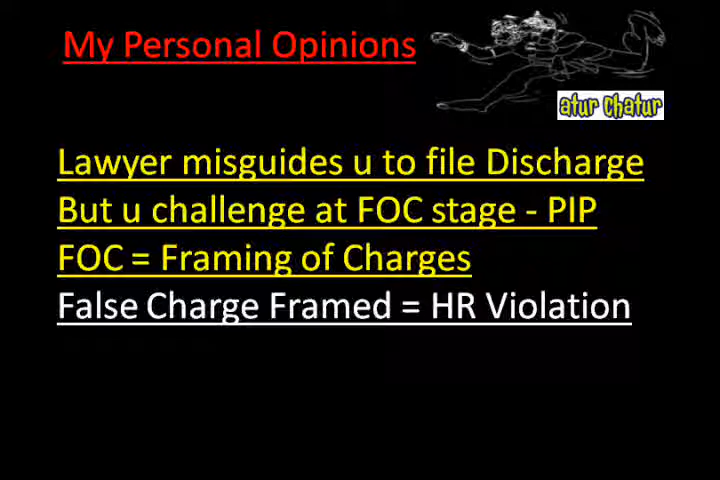 My Personal Opinions
atur chatur
Lawyer misguides u to file Discharge
But u challenge at FOC stage - PIP
FOC = Framing of Charges
False Charge Framed = HR Violation